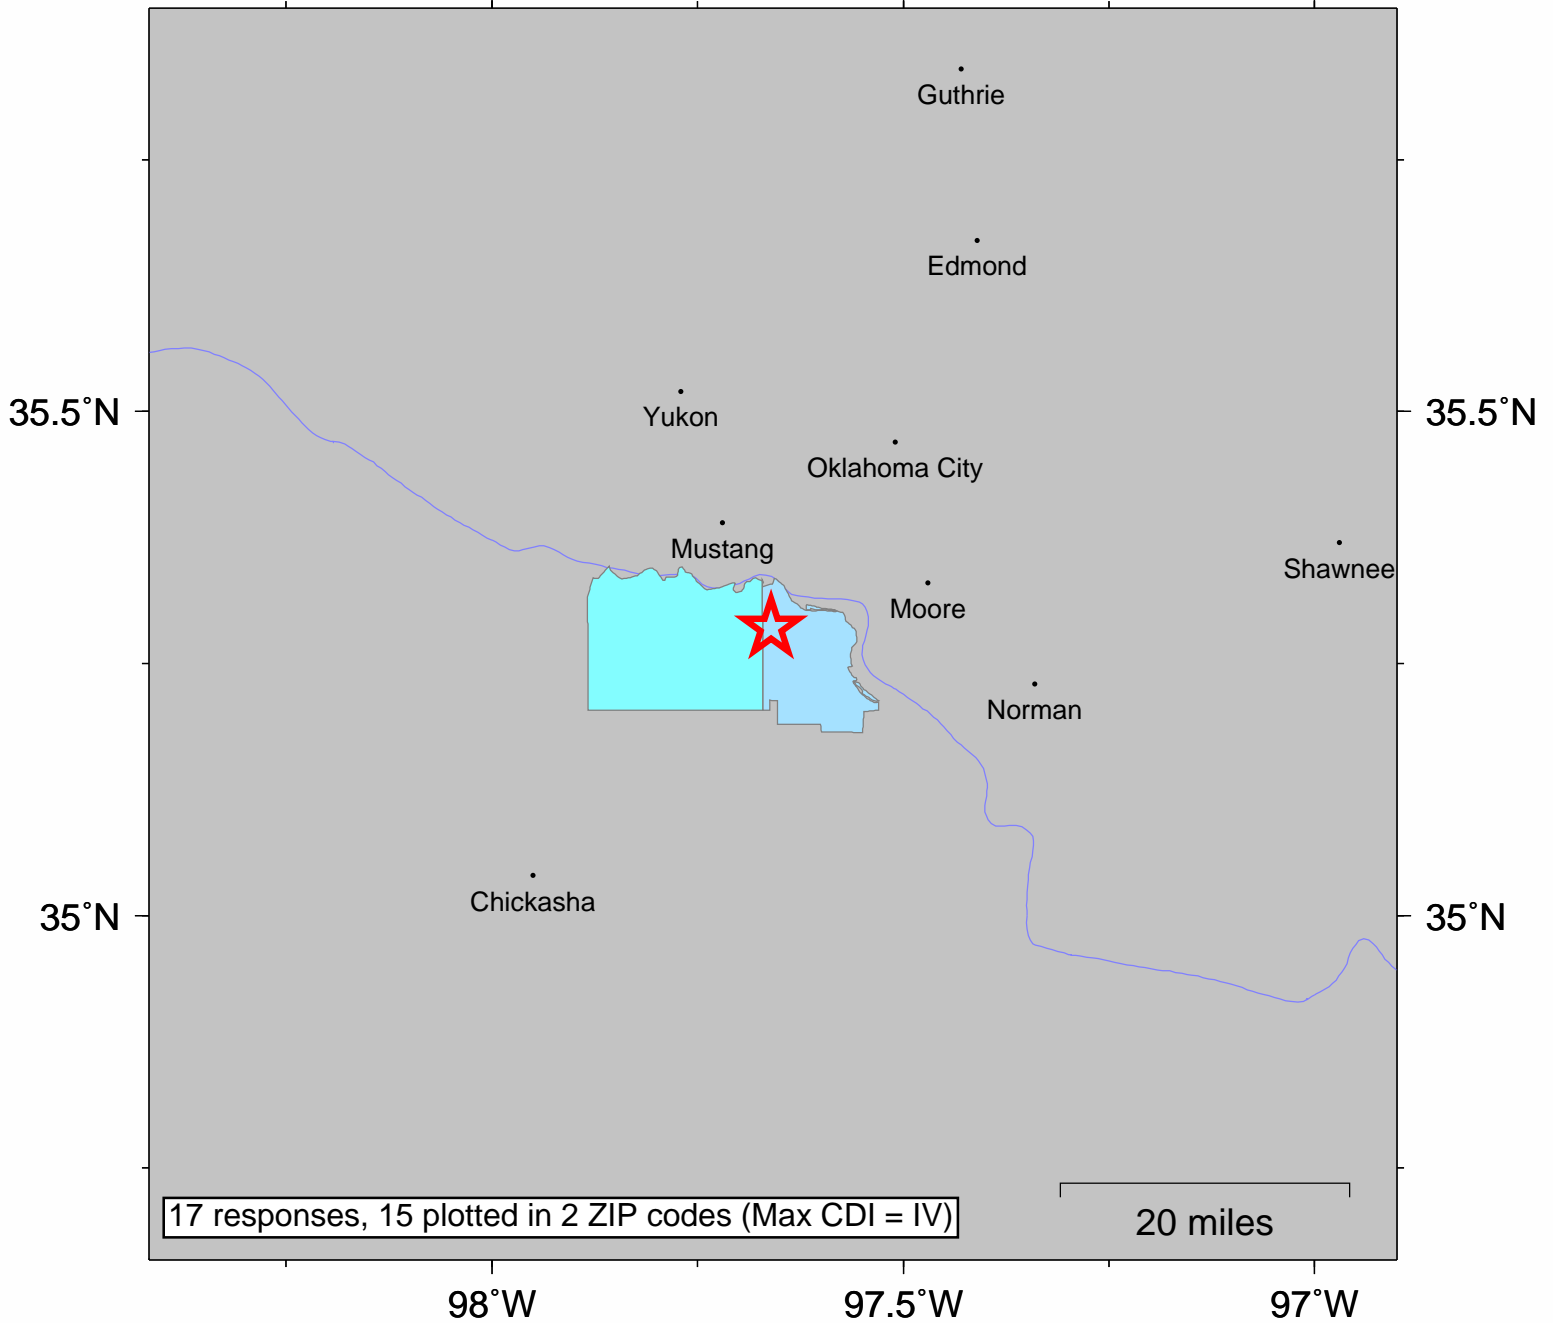 Guthrie
Edmond
35.5˚N
Yukon
35.5˚N
Oklahoma City
Mustang
Shawnee
Moore
Norman
Chickasha
35˚N
35˚N
17 responses, 15 plotted in 2 ZIP codes (Max CDI = IV)
20 miles
98˚W
97.5˚W
97˚W